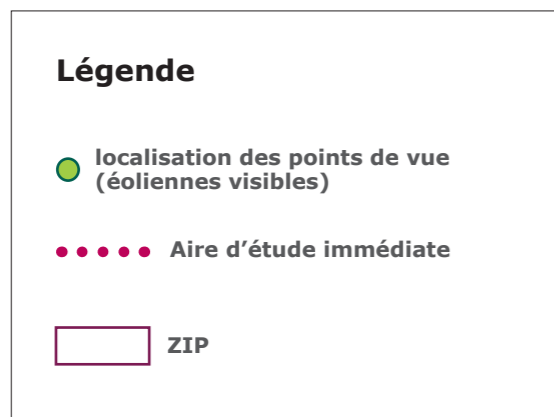 Légende
localisation des points de vue
(éoliennes visibles)
Aire d’étude immédiate
ZIP